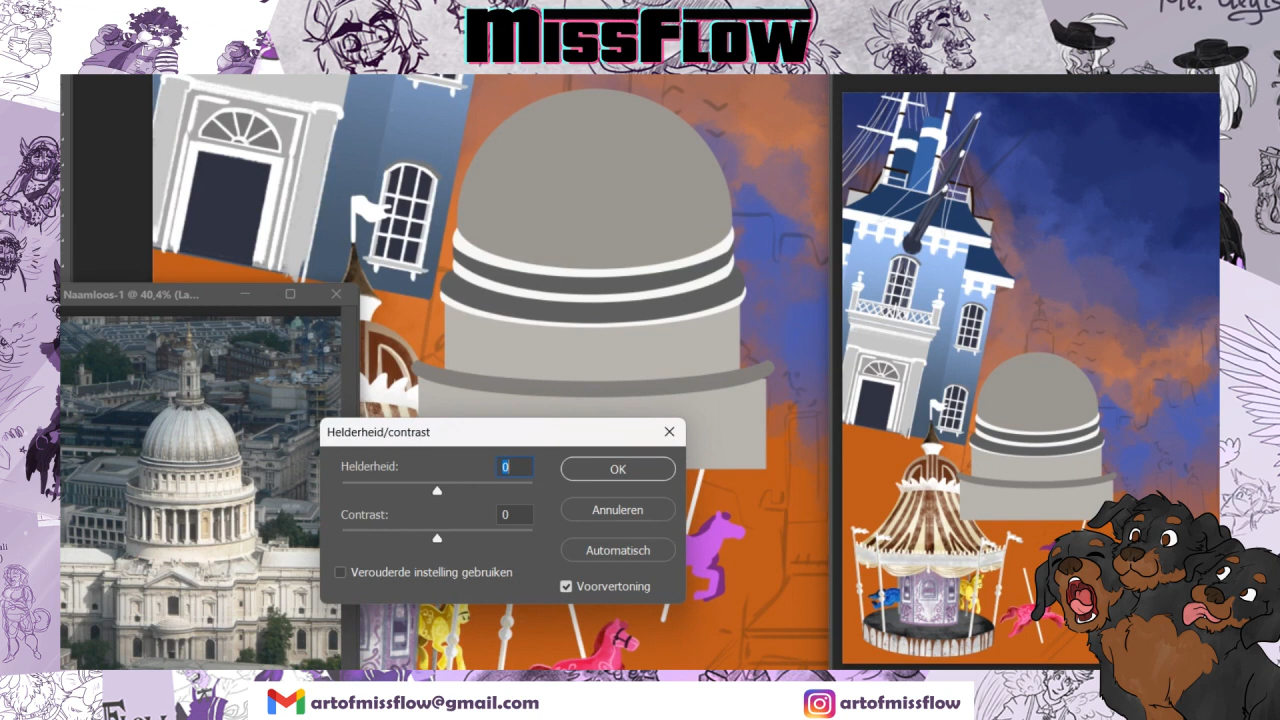 MISSFLOW
Naamloos-1 @ 40,4% (La...
Helderheid/contrast
Helderheid:
0
OK
Contrast:
0
Annuleren
Automatisch
Verouderde instelling gebruiken
Voorvertoning
artofmissflow@gmail.com
artofmissflow